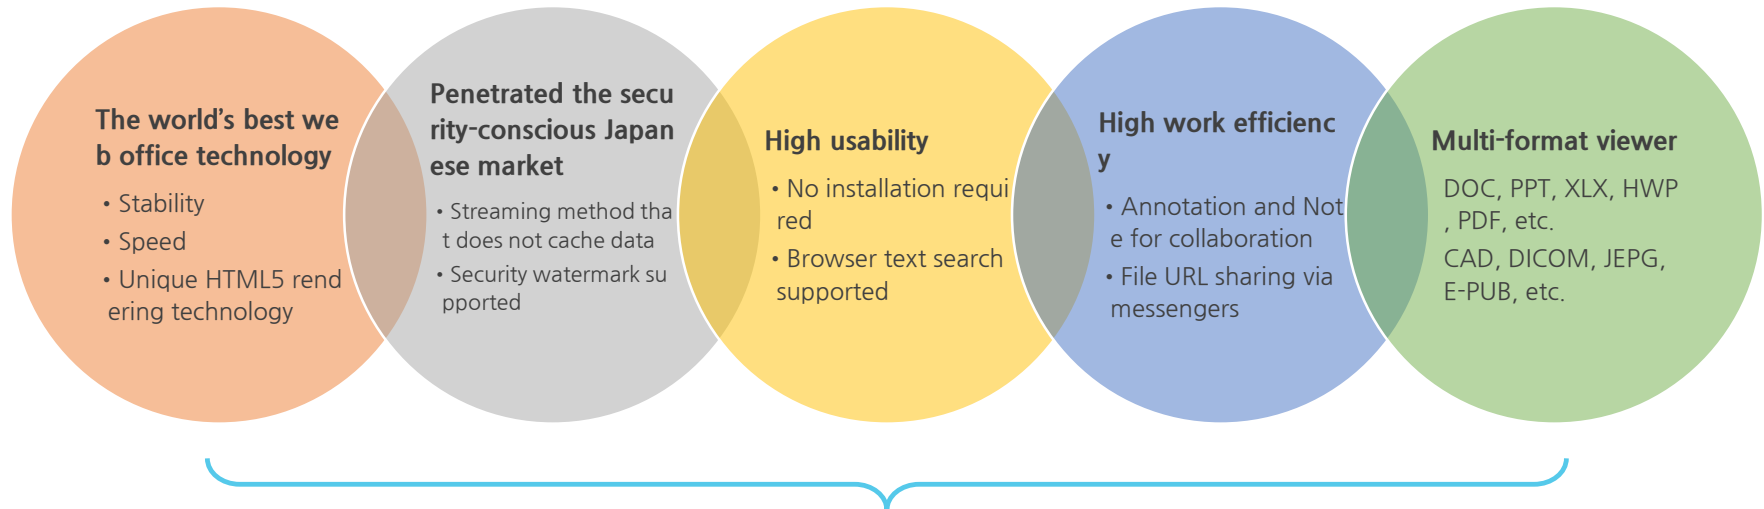 The world’s best we
b office technology
• Stability
• Speed
• Unique HTML5 rend
ering technology
Penetrated the secu
rity-conscious Japan
ese market
• Streaming method tha
t does not cache data
• Security watermark su
pported
High usability
• No installation requi
red
• Browser text search
supported
High work efficienc
y
• Annotation and Not
e for collaboration
• File URL sharing via
messengers
Multi-format viewer
DOC, PPT, XLX, HWP
, PDF, etc.
CAD, DICOM, JEPG,
E-PUB, etc.